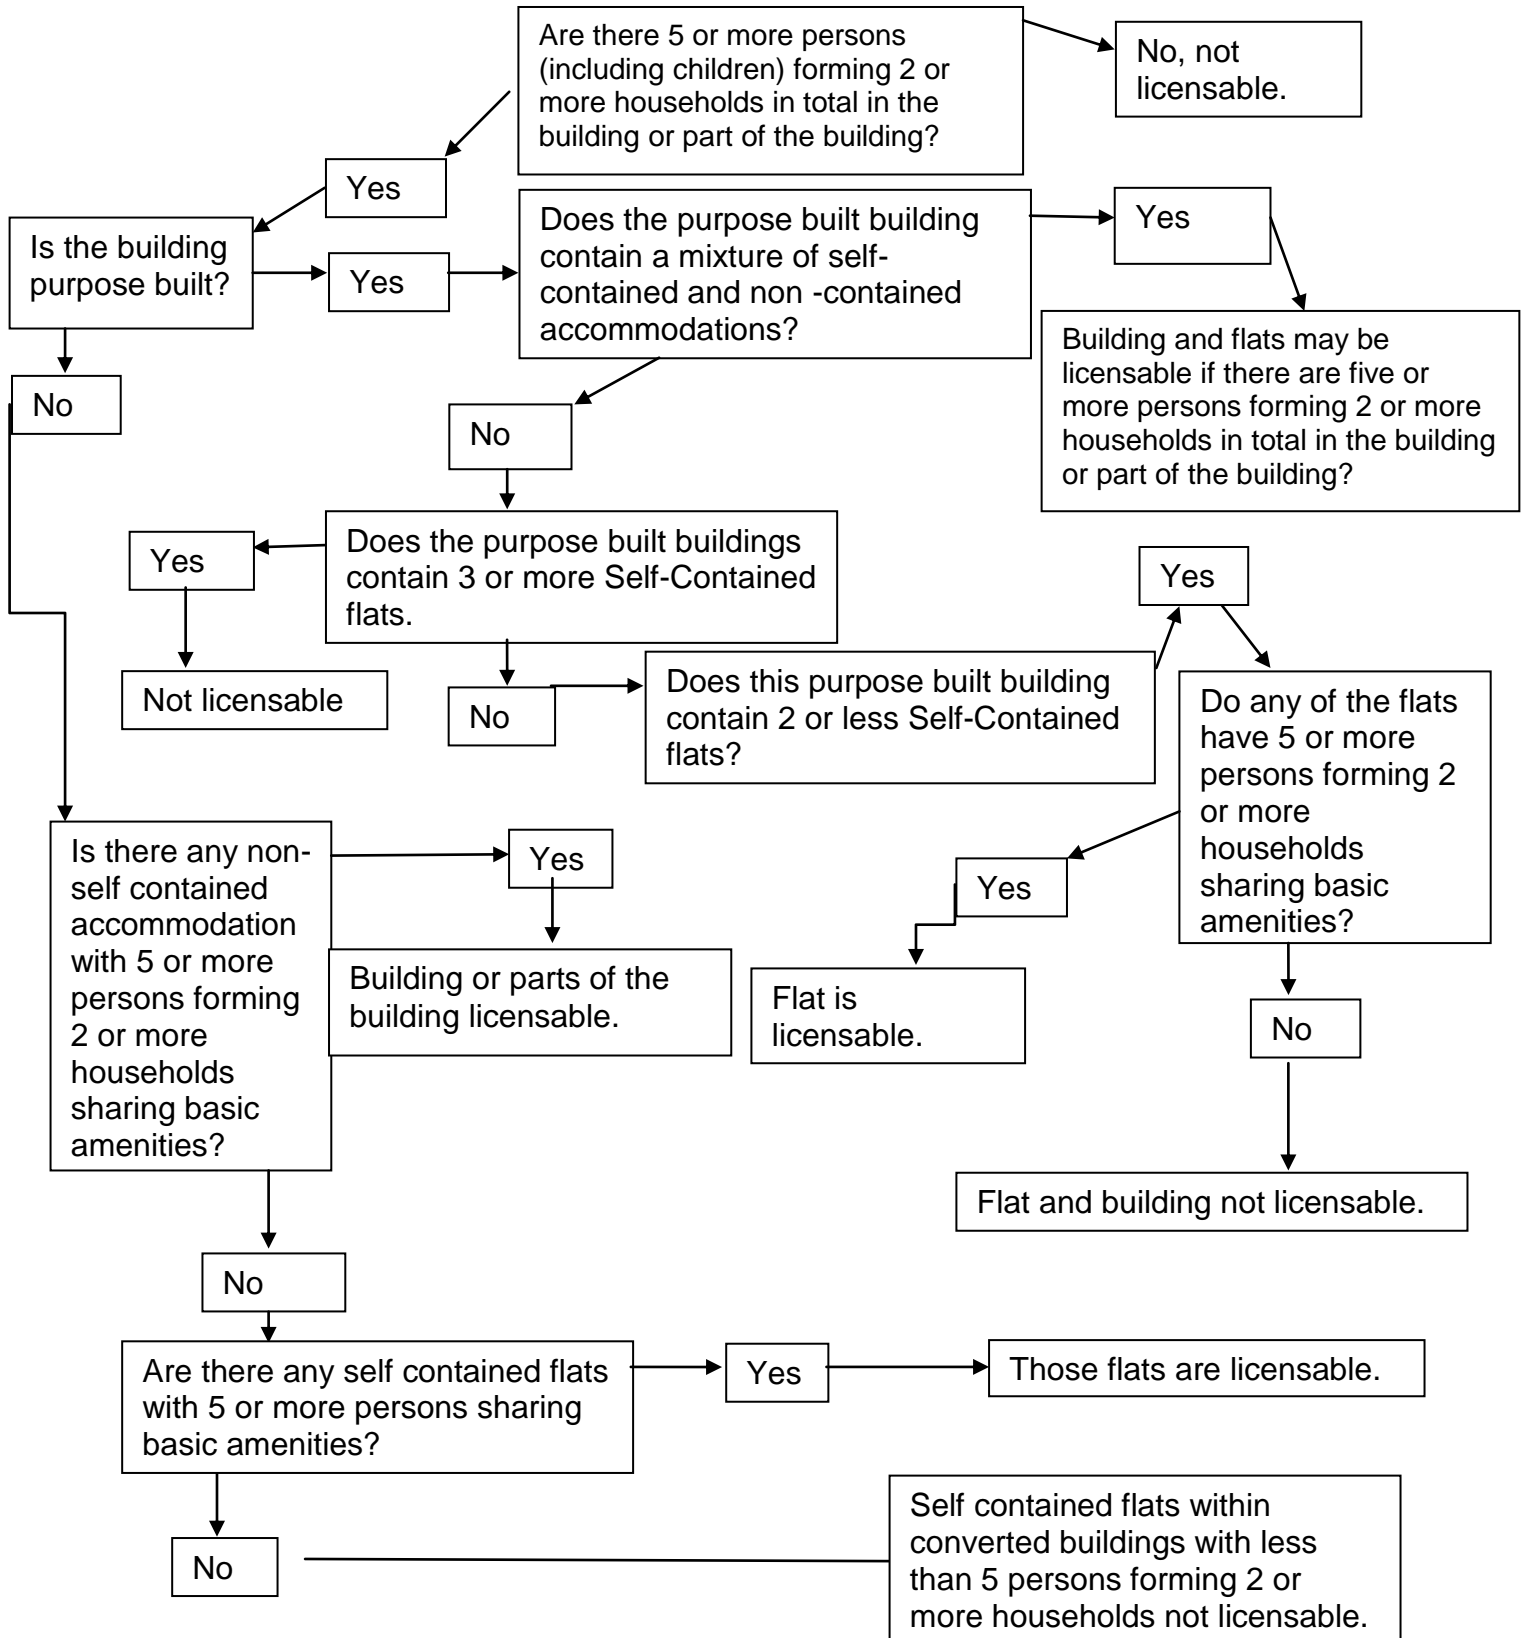 Are there 5 or more persons
(including children) forming 2 or
more households in total in the
building or part of the building?
No, not
licensable.
Yes
Is the building
purpose built?
Yes
Does the purpose built building
contain a mixture of self-
contained and non -contained
accommodations?
Yes
Building and flats may be
licensable if there are five or
more persons forming 2 or more
households in total in the building
or part of the building?
No
No
Does the purpose built buildings
contain 3 or more Self-Contained
flats.
Yes
Not licensable
No
Does this purpose built building
contain 2 or less Self-Contained
flats?
Yes
Do any of the flats
have 5 or more
persons forming 2
or more
households
sharing basic
amenities?
Yes
Flat is
licensable.
No
Flat and building not licensable.
Is there any non-
self contained
accommodation
with 5 or more
persons forming
2 or more
households
sharing basic
amenities?
Yes
Building or parts of the
building licensable.
No
Are there any self contained flats
with 5 or more persons sharing
basic amenities?
Yes
Those flats are licensable.
No
Self contained flats within
converted buildings with less
than 5 persons forming 2 or
more households not licensable.